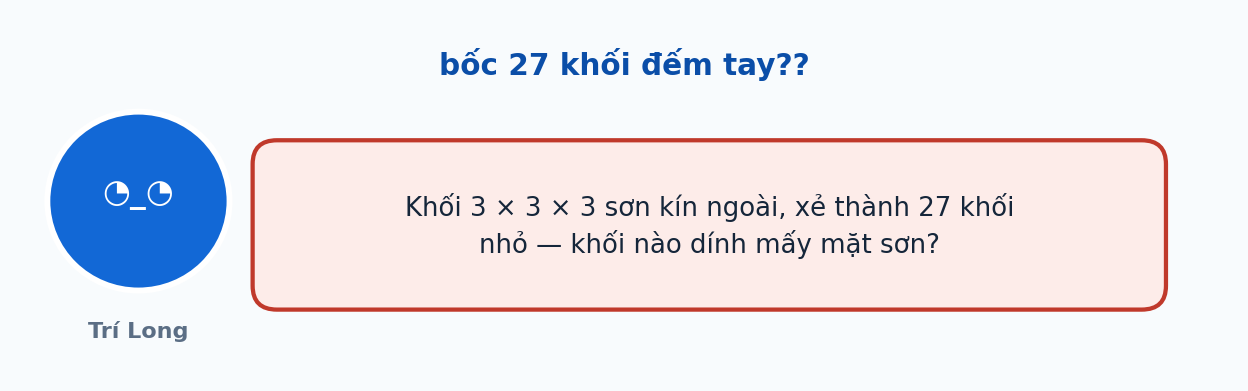 bốc 27 khối đếm tay??
◔_◔
Khối 3 × 3 × 3 sơn kín ngoài, xẻ thành 27 khối
nhỏ — khối nào dính mấy mặt sơn?
Trí Long